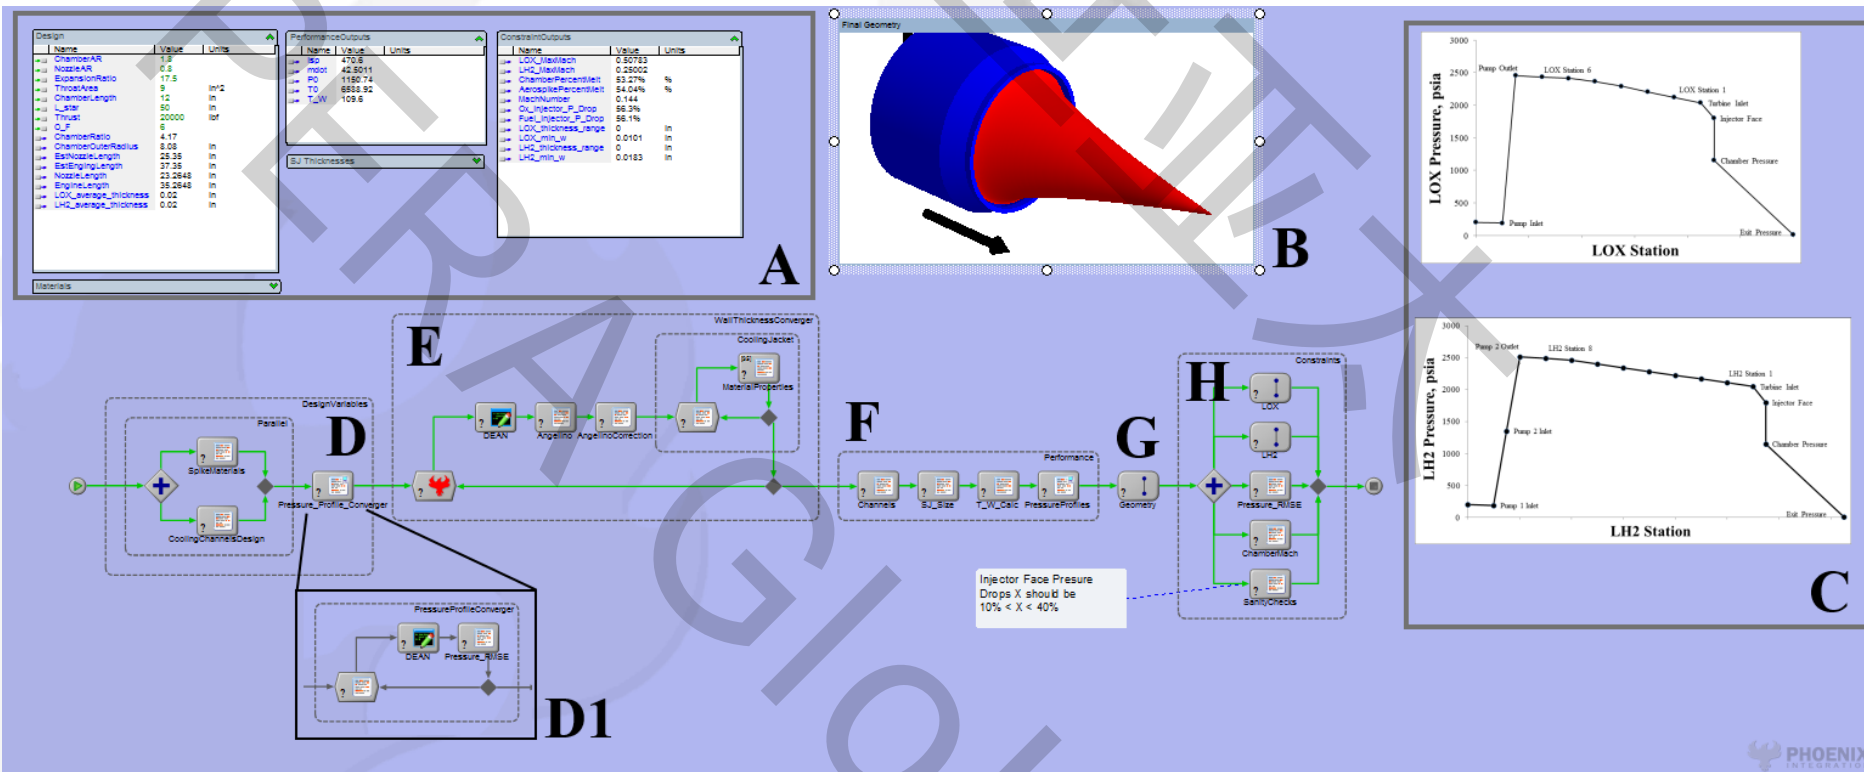 Design
Name Value Units
ChamberAR 1.8
NozzleAR 0.8
ExpansionRatio 17.5
ThroatArea 9 in^2
ChamberLength 12 in
L_star 50 in
Thrust 20000 lbf
O_F 6
ChamberRatio 4.17
ChamberOuterRadius 8.08 in
EstNozzleLength 25.35 in
EstEngingLength 37.35 in
NozzleLength 23.2648 in
EngineLength 35.2648 in
LOX_average_thickness 0.02 in
LH2_average_thickness 0.02 in
Materials
PerformanceOutputs
Name Value Units
Isp 470.6
mdot 42.5011
P0 1150.74
T0 6588.92
T_W 109.6
SJ Thicknesses
ConstraintOutputs
Name Value Units
LOX_MaxMach 0.50783
LH2_MaxMach 0.25002
ChamberPercentMelt 53.27% %
AerospikePercentMelt 54.04% %
MachNumber 0.144
Ox_Injector_P_Drop 56.3%
Fuel_Injector_P_Drop 56.1%
LOX_thickness_range 0 in
LOX_min_w 0.0101 in
LH2_thickness_range 0 in
LH2_min_w 0.0183 in
A
Final Geometry
B
LOX Pressure, psia
3000
2500
2000
1500
1000
500
0
Pump Outlet
LOX Station 6
LOX Station 1
Turbine Inlet
Injector Face
Chamber Pressure
Pump Inlet
Exit Pressure
LOX Station
LH2 Pressure, psia
3000
2500
2000
1500
1000
500
0
Pump 2 Outlet
LH2 Station 8
LH2 Station 1
Turbine Inlet
Injector Face
Pump 2 Inlet
Chamber Pressure
Pump 1 Inlet
Exit Pressure
LH2 Station
C
DesignVariables
Parallel
SpikeMaterials
CoolingChannelsDesign
D
Pressure_Profile_Converger
PressureProfileConverger
DEAN
Pressure_RMSE
D1
WallThicknessConverger
E
CoolingJacket
MaterialProperties
DEAN
Angelino
AngelinoCorrection
F
Performance
Channels
SJ_Size
T_W_Calc
PressureProfiles
G
Geometry
Constraints
H
LOX
LH2
Pressure_RMSE
ChamberMach
SanityChecks
Injector Face Presure
Drops X should be
10% < X < 40%
PHOENIX
INTEGRATION
PERA GLO